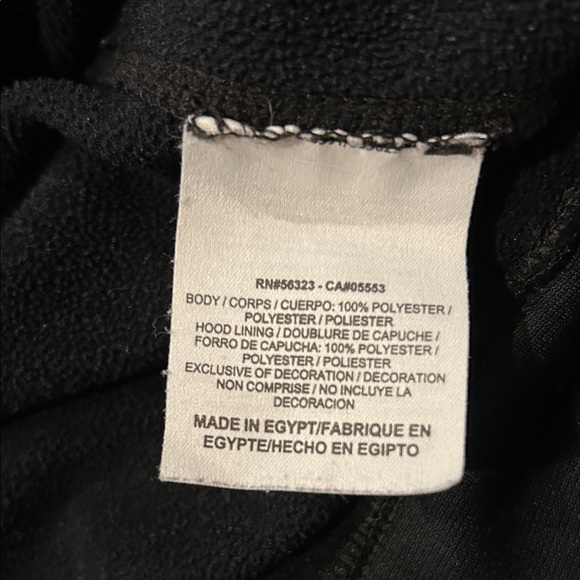 RN#56323 - CA#05553
BODY / CORPS / CUERPO: 100% POLYESTER /
POLYESTER / POLIESTER
HOOD LINING / DOUBLURE DE CAPUCHE /
FORRO DE CAPUCHA: 100% POLYESTER /
POLYESTER / POLIESTER
EXCLUSIVE OF DECORATION / DECORATION
NON COMPRISE / NO INCLUYE LA
DECORACION
MADE IN EGYPT/FABRIQUE EN
EGYPTE/HECHO EN EGIPTO